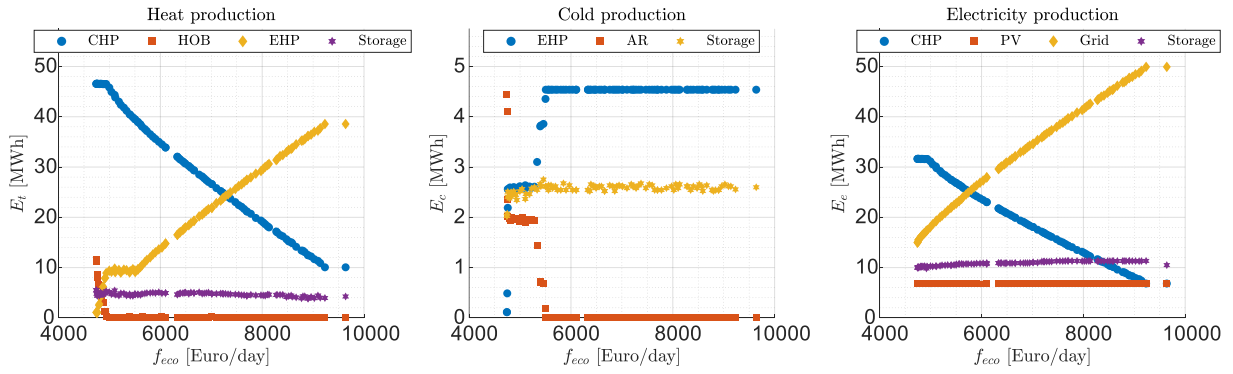 Heat production
CHP HOB EHP Storage
50
40
30
20
10
0
E_t [MWh]
4000 6000 8000 10000
f_eco [Euro/day]
Cold production
EHP AR Storage
5
4
3
2
1
0
E_c [MWh]
4000 6000 8000 10000
f_eco [Euro/day]
Electricity production
CHP PV Grid Storage
50
40
30
20
10
0
E_e [MWh]
4000 6000 8000 10000
f_eco [Euro/day]